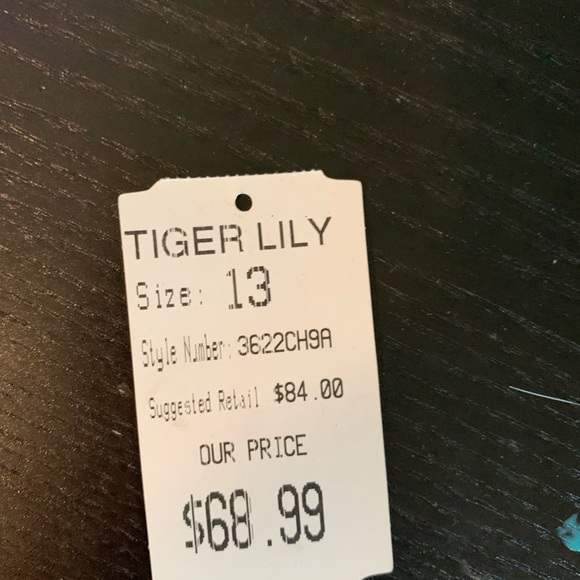 TIGER LILY
Size: 13
Style Number: 3622CH9A
Suggested Retail $84.00
OUR PRICE
$68.99